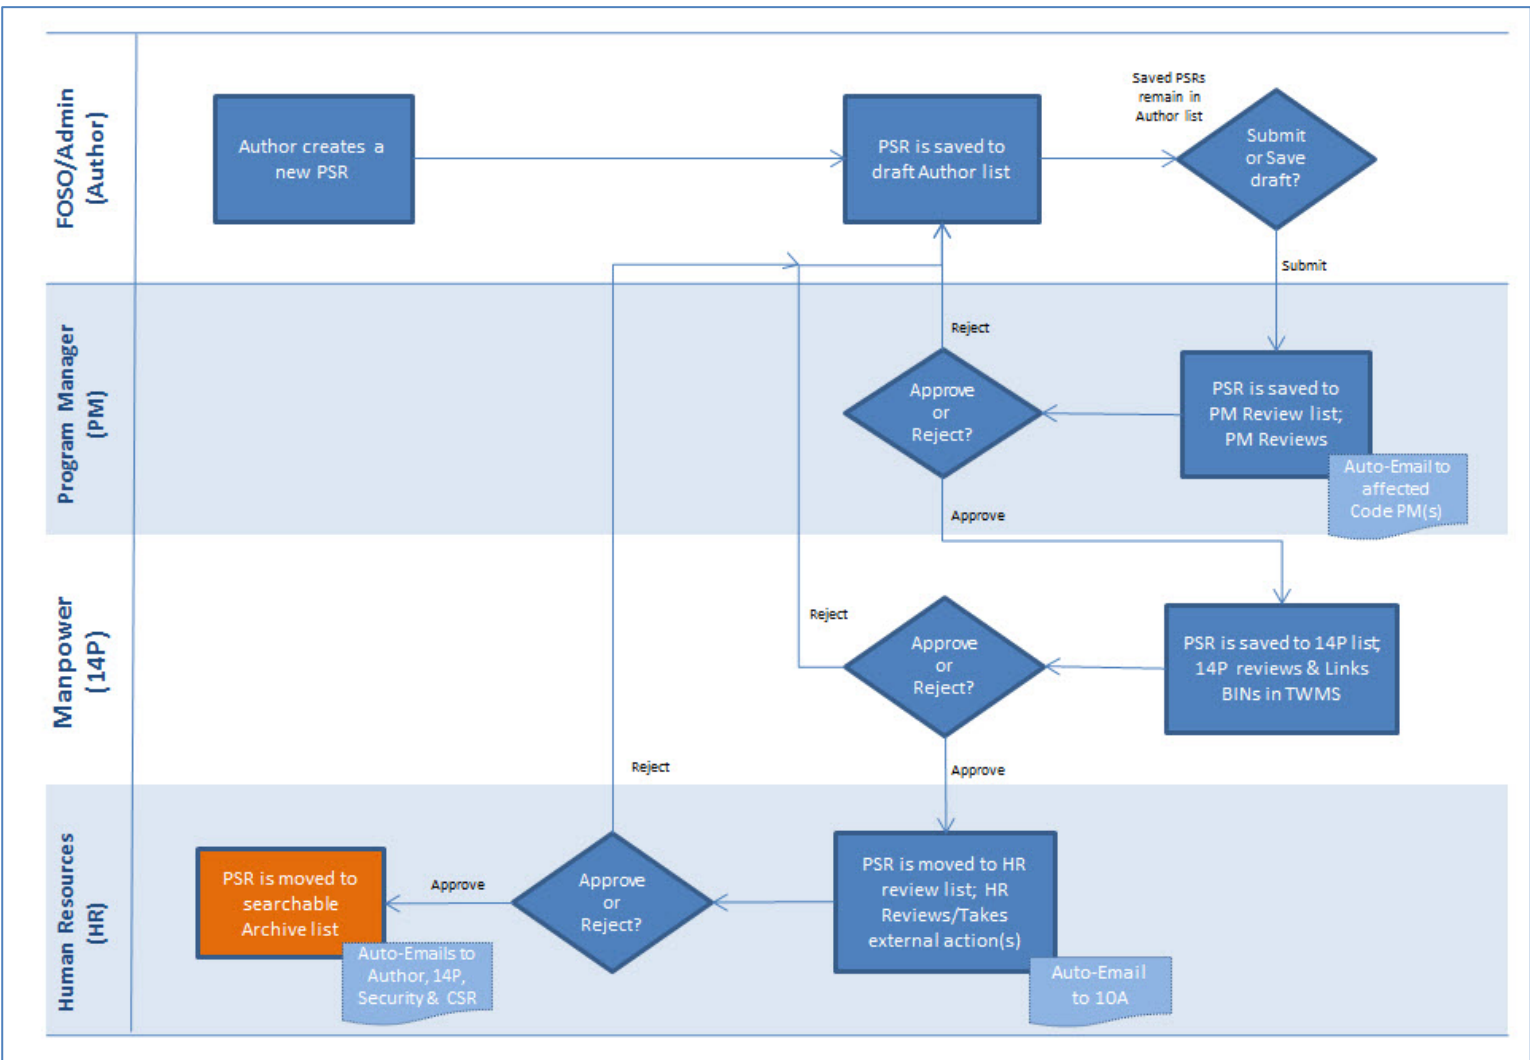 FOSO/Admin
(Author)
Author creates a
new PSR
PSR is saved to
draft Author list
Saved PSRs
remain in
Author list
Submit
or Save
draft?
Submit
Program Manager
(PM)
Reject
Approve
or
Reject?
PSR is saved to
PM Review list;
PM Reviews
Auto-Email to
affected
Code PM(s)
Approve
Manpower
(14P)
Reject
Approve
or
Reject?
PSR is saved to 14P list;
14P reviews & Links
BINs in TWMS
Reject
Approve
Human Resources
(HR)
PSR is moved to
searchable
Archive list
Auto-Emails to
Author, 14P,
Security & CSR
Approve
Approve
or
Reject?
PSR is moved to HR
review list; HR
Reviews/Takes
external action(s)
Auto-Email
to 10A